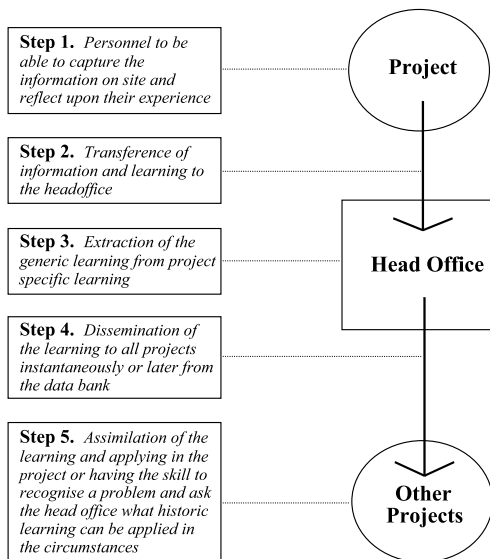 Step 1. Personnel to be
able to capture the
information on site and
reflect upon their experience
Project
Step 2. Transference of
information and learning to
the headoffice
Step 3. Extraction of the
generic learning from project
specific learning
Head Office
Step 4. Dissemination of
the learning to all projects
instantaneously or later from
the data bank
Step 5. Assimilation of the
learning and applying in the
project or having the skill to
recognise a problem and ask
the head office what historic
learning can be applied in
the circumstances
Other
Projects